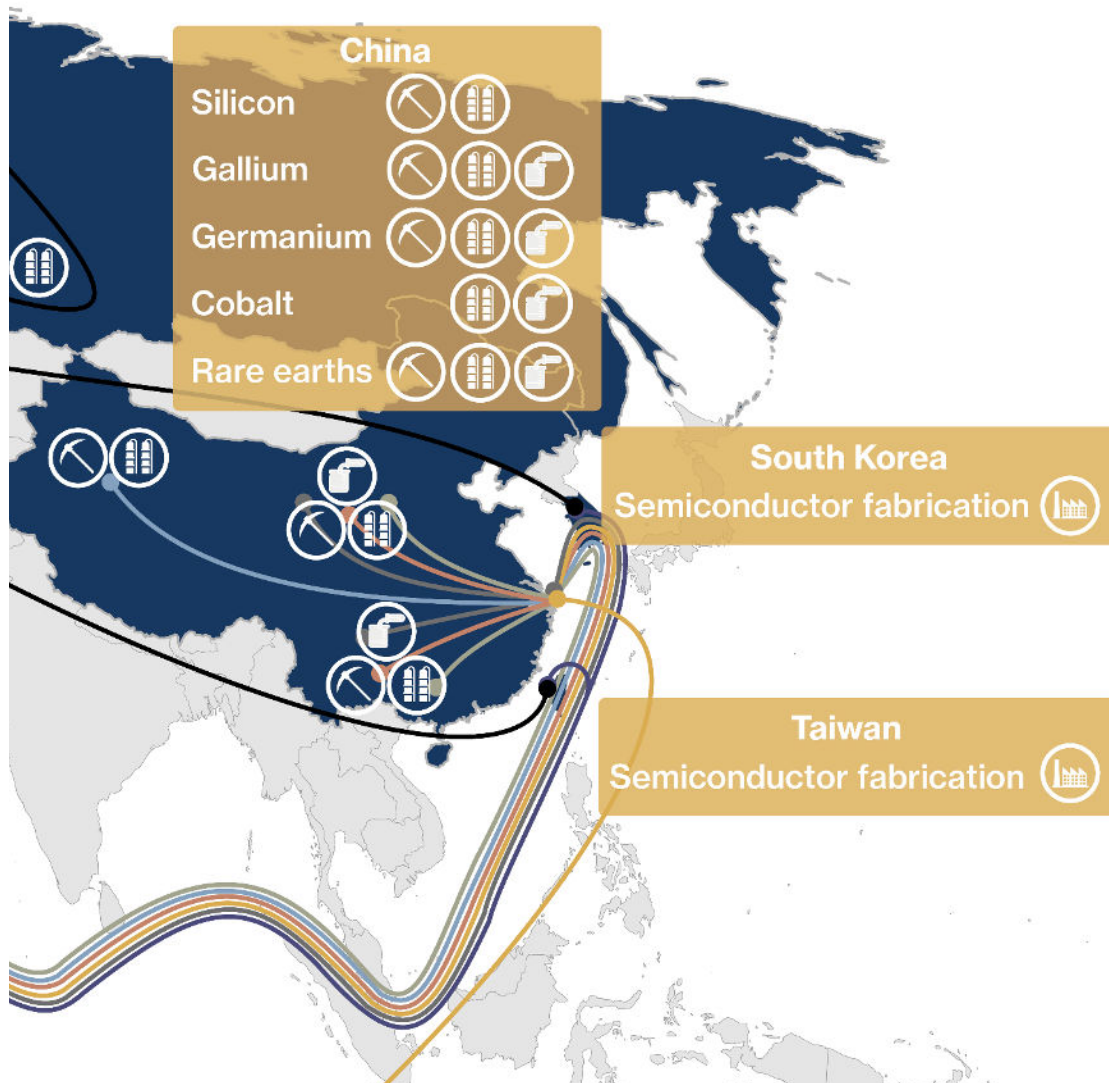 China
Silicon
Gallium
Germanium
Cobalt
Rare earths
South Korea
Semiconductor fabrication
Taiwan
Semiconductor fabrication